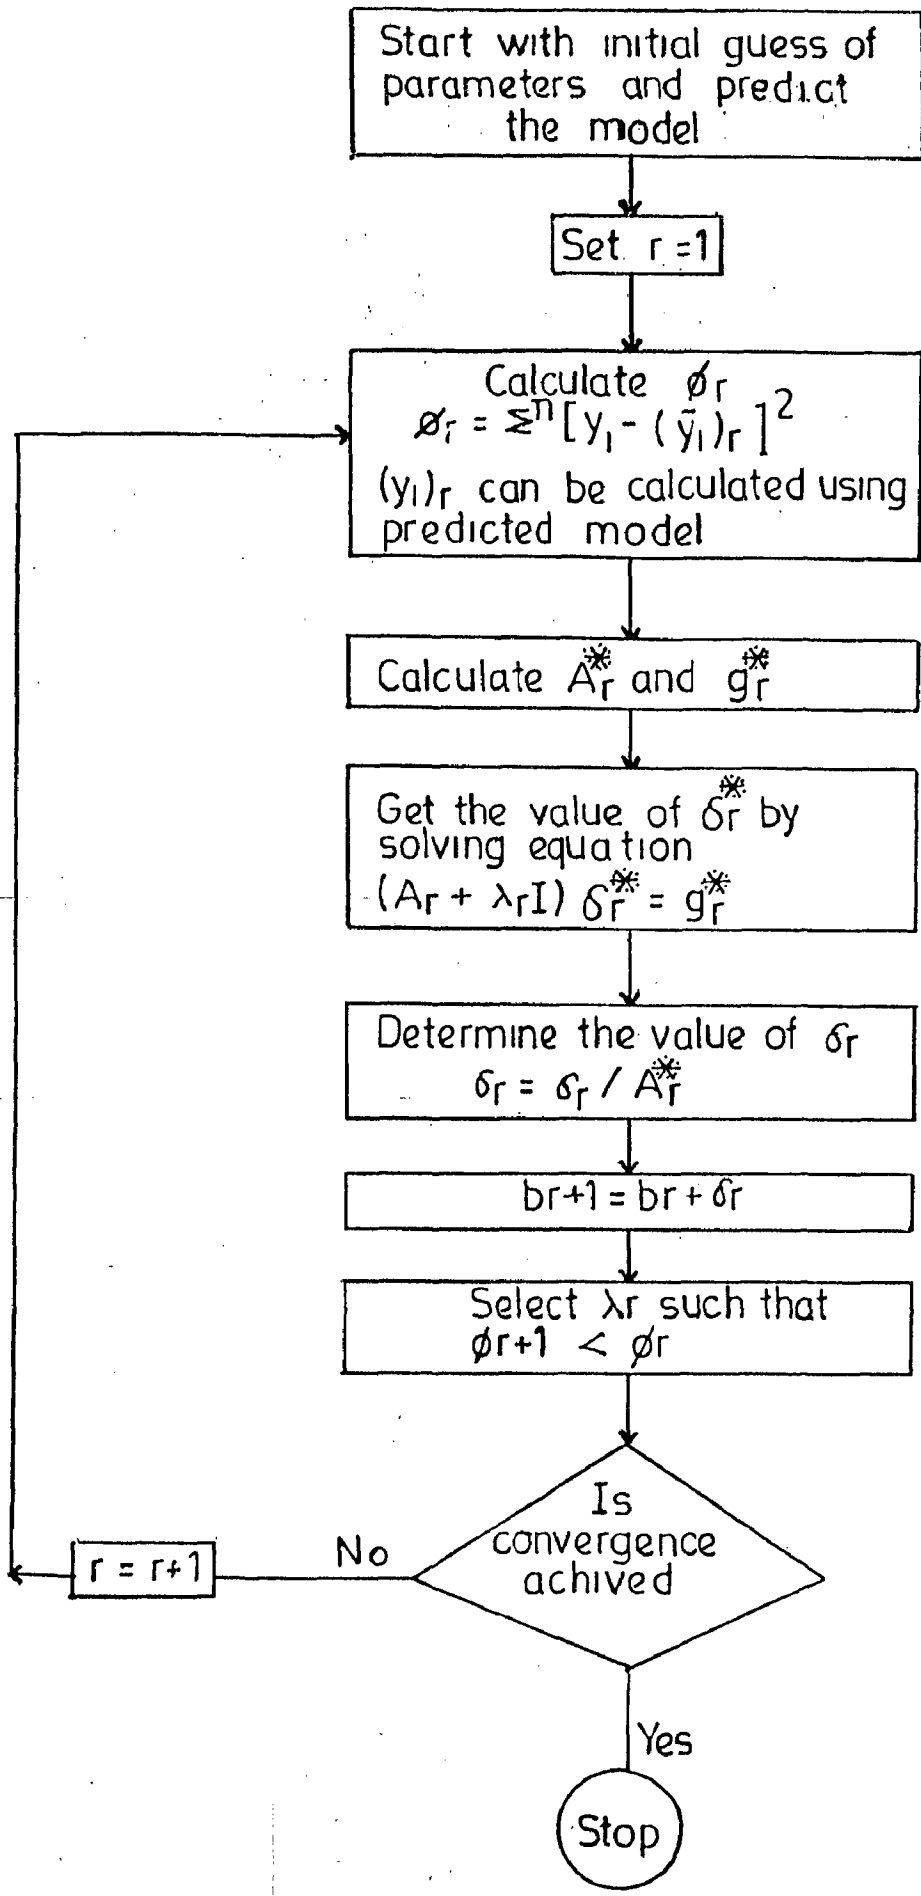 Start with initial guess of
parameters and predict
the model
Set r = 1
Calculate ør
ør = Σⁿ [ y₁ - ( ȳ₁)r ]²
(y₁)r can be calculated using
predicted model
Calculate A*r and g*r
Get the value of δ*r by
solving equation
(Ar + λrI) δ*r = g*r
Determine the value of δr
δr = δr / A*r
br+1 = br + δr
Select λr such that
ør+1 < ør
Is
convergence
achived
No
r = r+1
Yes
Stop